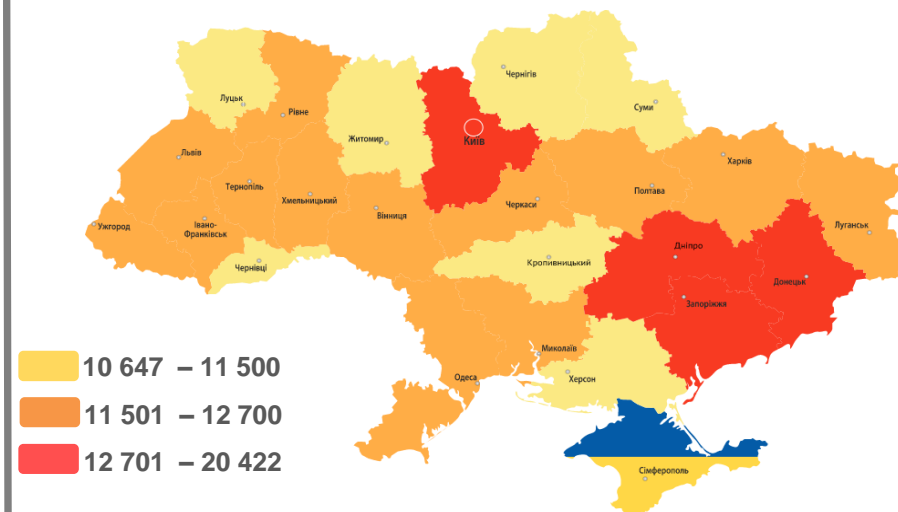 Чернігів
Луцьк
Суми
Рівне
Житомир
Київ
Львів
Харків
Тернопіль
Хмельницький
Полтава
Вінниця
Черкаси
Ужгород
Івано-
Франківськ
Луганськ
Дніпро
Чернівці
Кропивницький
Донецьк
Запоріжжя
Миколаїв
10 647 – 11 500
Одеса
Херсон
11 501 – 12 700
12 701 – 20 422
Сімферополь